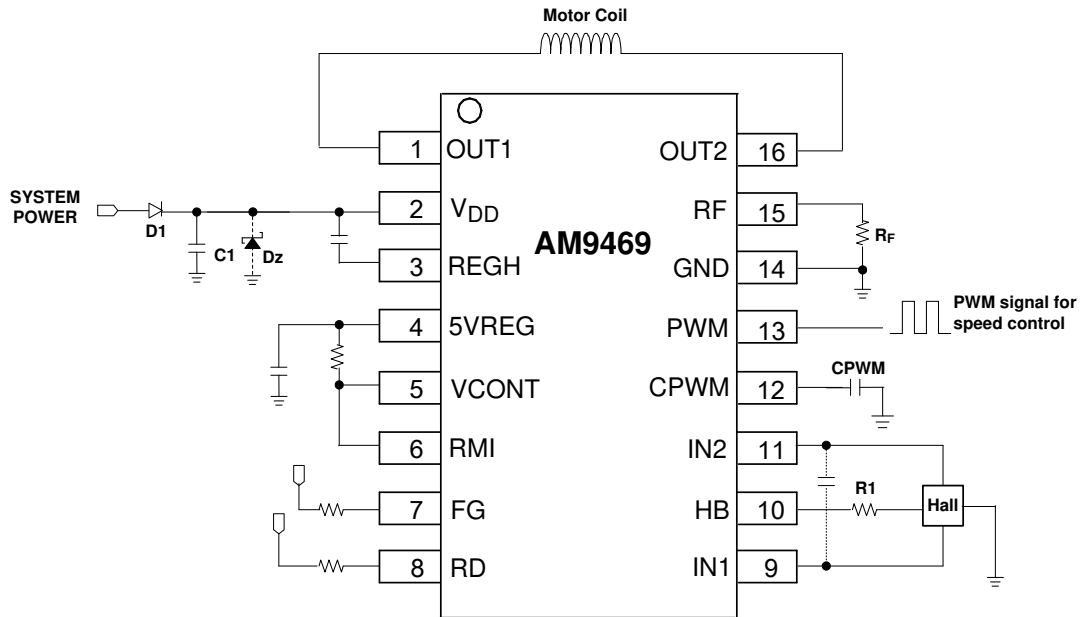 Motor Coil
1 OUT1
OUT2 16
SYSTEM
POWER
D1
C1
Dz
2 VDD
RF 15
RF
AM9469
3 REGH
GND 14
4 5VREG
PWM 13
PWM signal for
speed control
5 VCONT
CPWM 12
CPWM
6 RMI
IN2 11
7 FG
HB 10
R1
Hall
8 RD
IN1 9